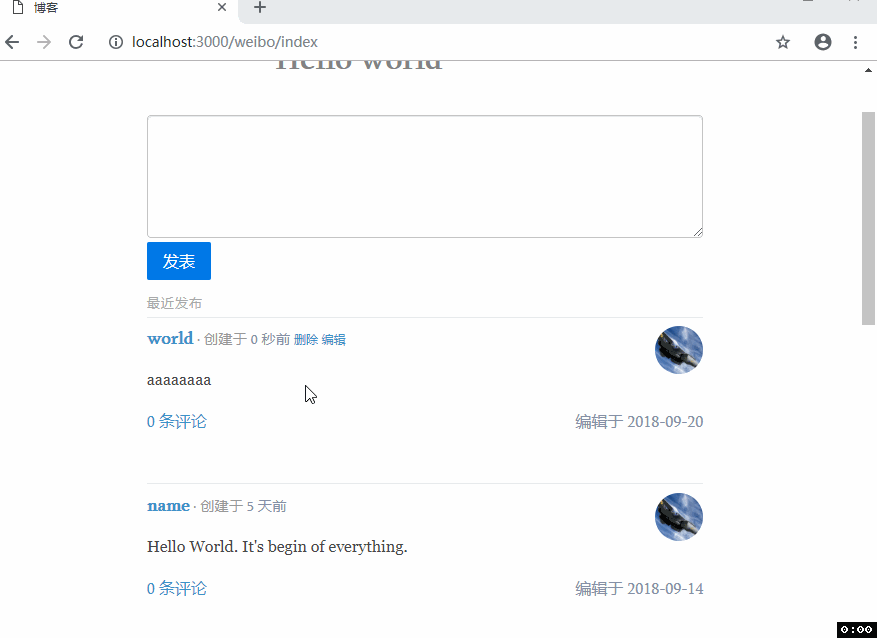 博客
localhost:3000/weibo/index
Hello world
发表
最近发布
world · 创建于 0 秒前 删除 编辑
aaaaaaaa
0 条评论 编辑于 2018-09-20
name · 创建于 5 天前
Hello World. It's begin of everything.
0 条评论 编辑于 2018-09-14
0:00